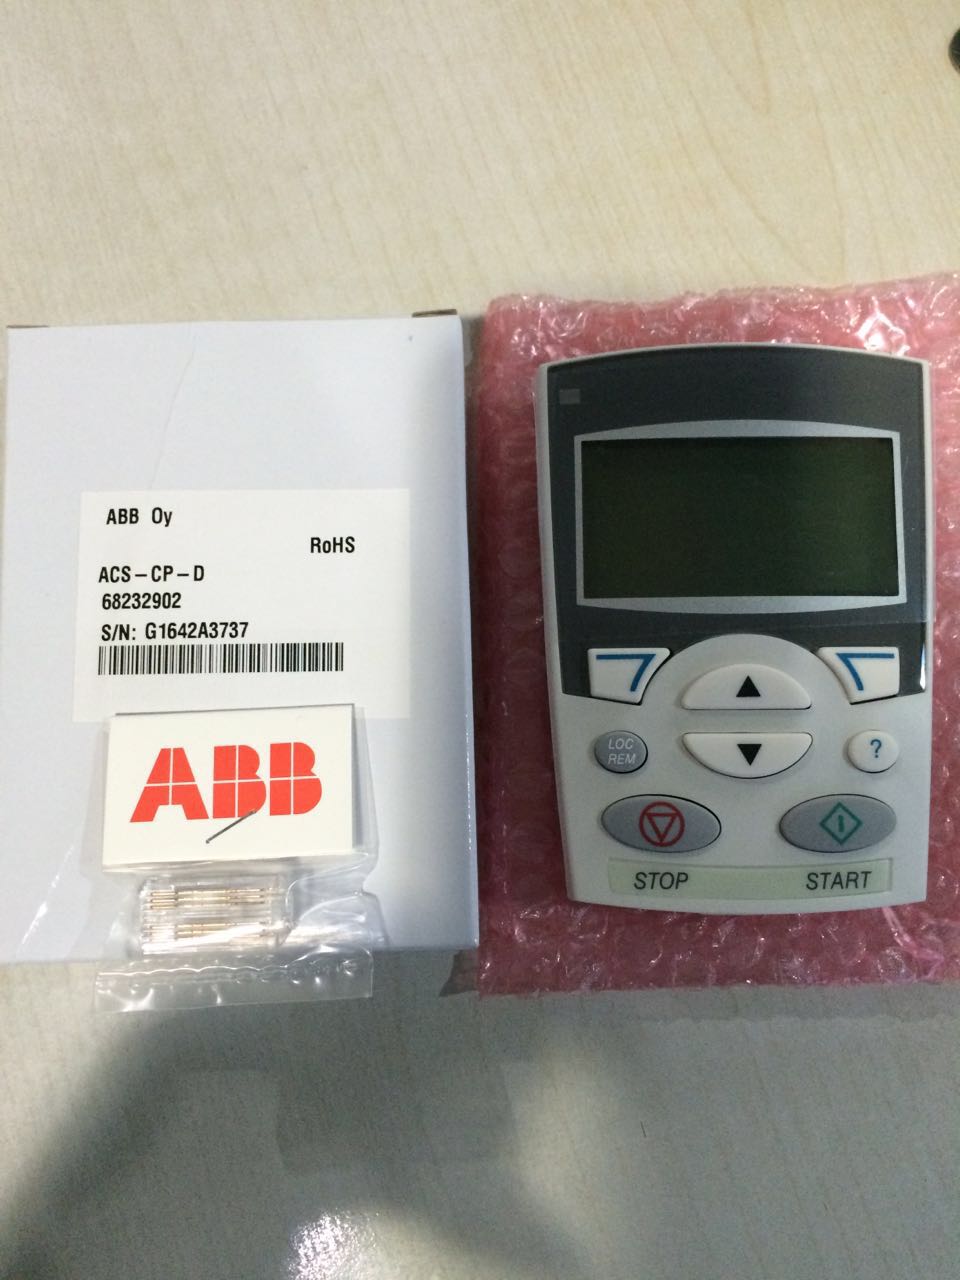 ABB Oy
RoHS
ACS-CP-D
68232902
S/N: G1642A3737
ABB
LOC
REM
?
STOP
START